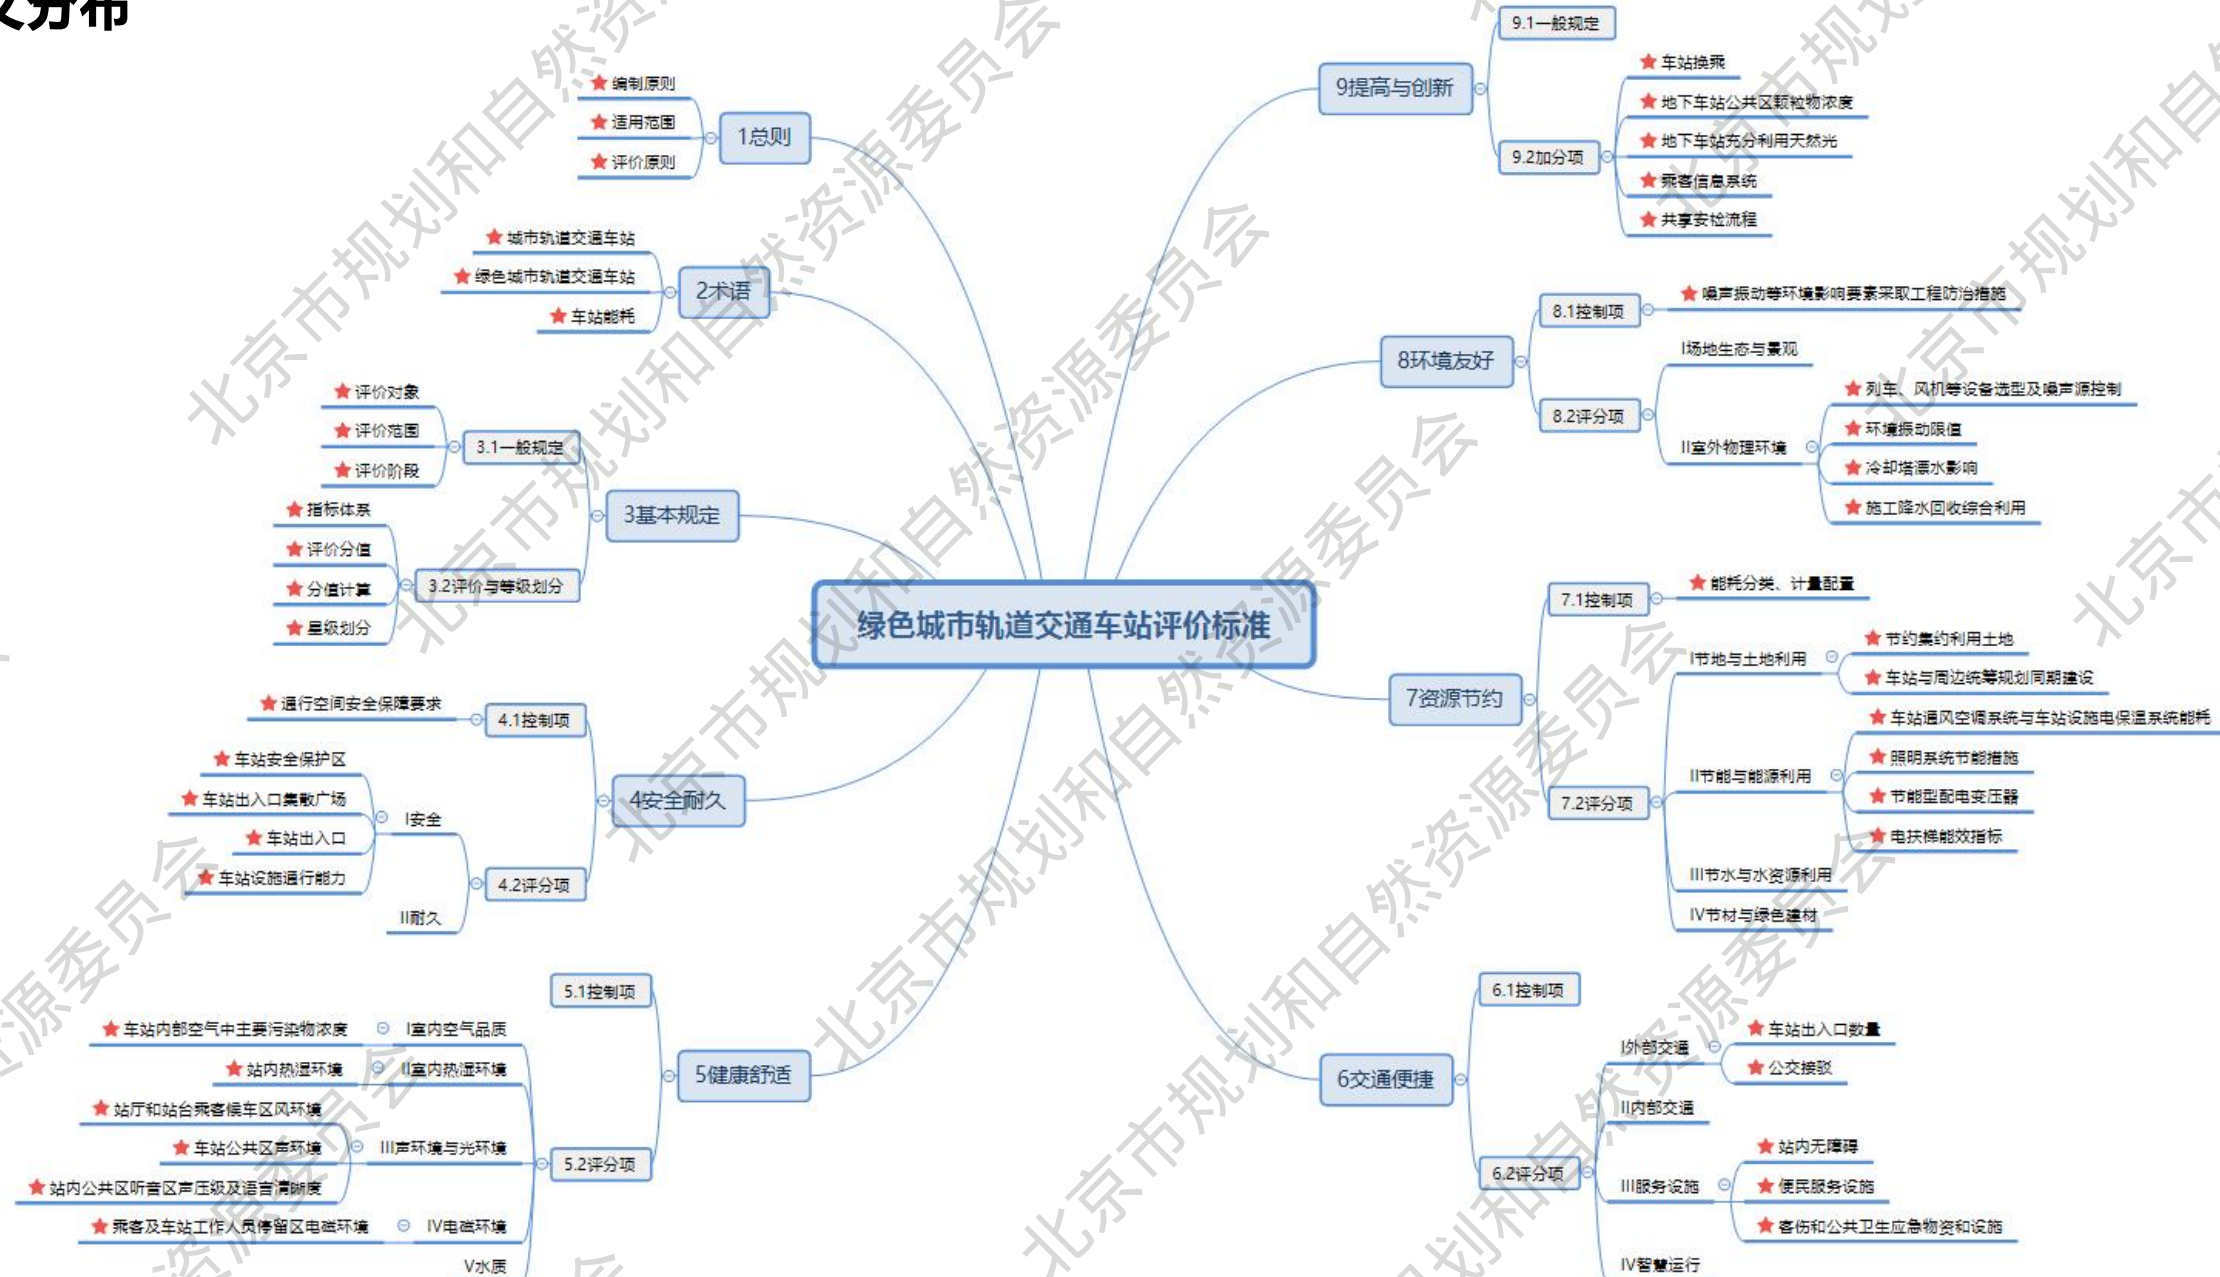 分布
绿色城市轨道交通车站评价标准
1总则
编制原则
适用范围
评价原则
2术语
城市轨道交通车站
绿色城市轨道交通车站
车站能耗
3基本规定
3.1一般规定
评价对象
评价范围
评价阶段
3.2评价与等级划分
指标体系
评价分值
分值计算
星级划分
4安全耐久
4.1控制项
通行空间安全保障要求
4.2评分项
I安全
车站安全保护区
车站出入口集散广场
车站出入口
车站设施通行能力
II耐久
5健康舒适
5.1控制项
5.2评分项
I室内空气品质
车站内部空气中主要污染物浓度
II室内热湿环境
站内热湿环境
III声环境与光环境
站厅和站台乘客候车区风环境
车站公共区声环境
站内公共区听音区声压级及语言清晰度
IV电磁环境
乘客及车站工作人员停留区电磁环境
V水质
9提高与创新
9.1一般规定
9.2加分项
车站换乘
地下车站公共区颗粒物浓度
地下车站充分利用天然光
乘客信息系统
共享安检流程
8环境友好
8.1控制项
噪声振动等环境影响要素采取工程防治措施
8.2评分项
I场地生态与景观
II室外物理环境
列车、风机等设备选型及噪声源控制
环境振动限值
冷却塔漂水影响
施工降水回收综合利用
7资源节约
7.1控制项
能耗分类、计量配置
7.2评分项
I节地与土地利用
节约集约利用土地
车站与周边统筹规划同期建设
II节能与能源利用
车站通风空调系统与车站设施电保温系统能耗
照明系统节能措施
节能型配电变压器
电扶梯能效指标
III节水与水资源利用
IV节材与绿色建材
6交通便捷
6.1控制项
6.2评分项
I外部交通
车站出入口数量
公交接驳
II内部交通
III服务设施
站内无障碍
便民服务设施
客伤和公共卫生应急物资和设施
IV智慧运行
北京市规划和自然资源委员会